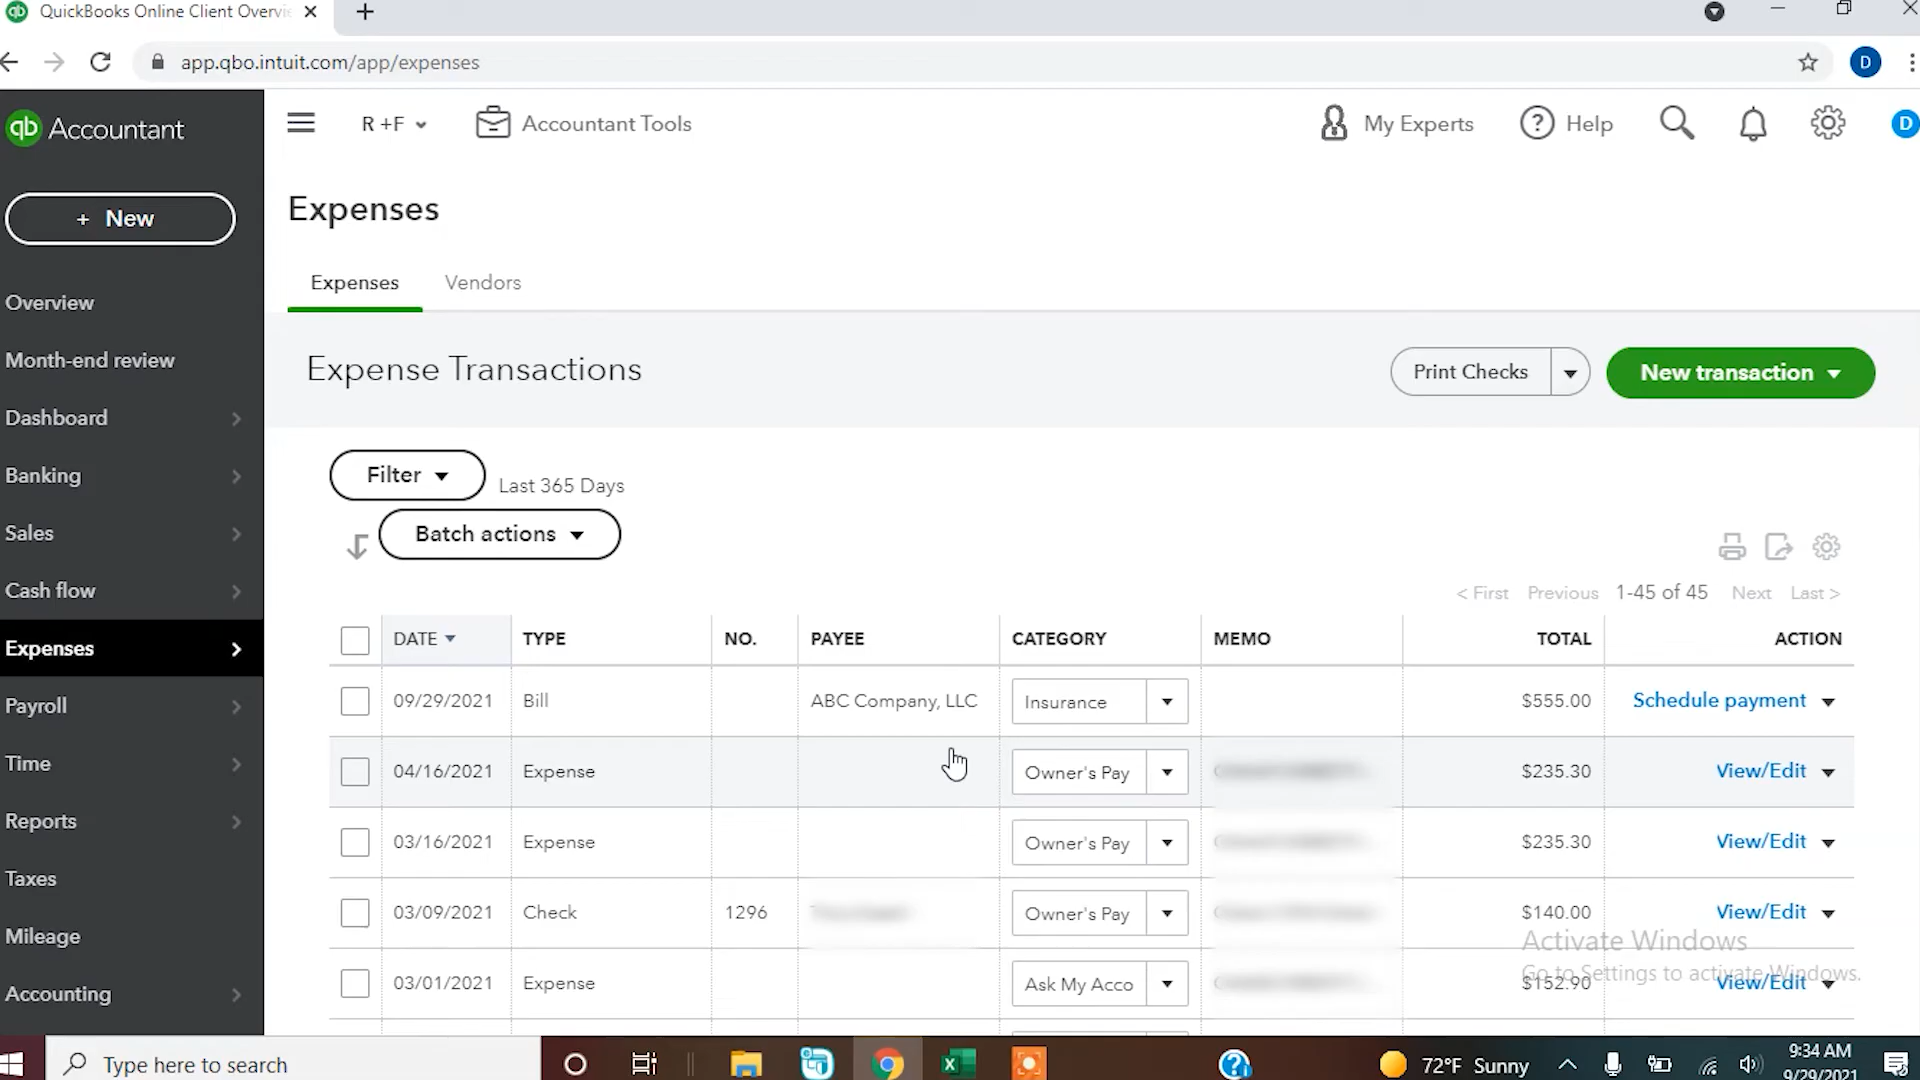 QuickBooks Online Client Overvi
app.qbo.intuit.com/app/expenses
D
qb Accountant
R +F
Accountant Tools
My Experts
? Help
D
+ New
Expenses
Expenses Vendors
Overview
Month-end review
Dashboard
Banking
Sales
Cash flow
Expenses
Payroll
Time
Reports
Taxes
Mileage
Accounting
Expense Transactions
Print Checks
New transaction
Filter
Last 365 Days
Batch actions
< First Previous 1-45 of 45 Next Last >
DATE TYPE NO. PAYEE CATEGORY MEMO TOTAL ACTION
09/29/2021 Bill ABC Company, LLC Insurance $555.00 Schedule payment
04/16/2021 Expense Owner's Pay $235.30 View/Edit
03/16/2021 Expense Owner's Pay $235.30 View/Edit
03/09/2021 Check 1296 Owner's Pay $140.00 View/Edit
03/01/2021 Expense Ask My Acco $152.90 View/Edit
Activate Windows
Go to Settings to activate Windows.
Type here to search
72°F Sunny
9:34 AM
9/29/2021